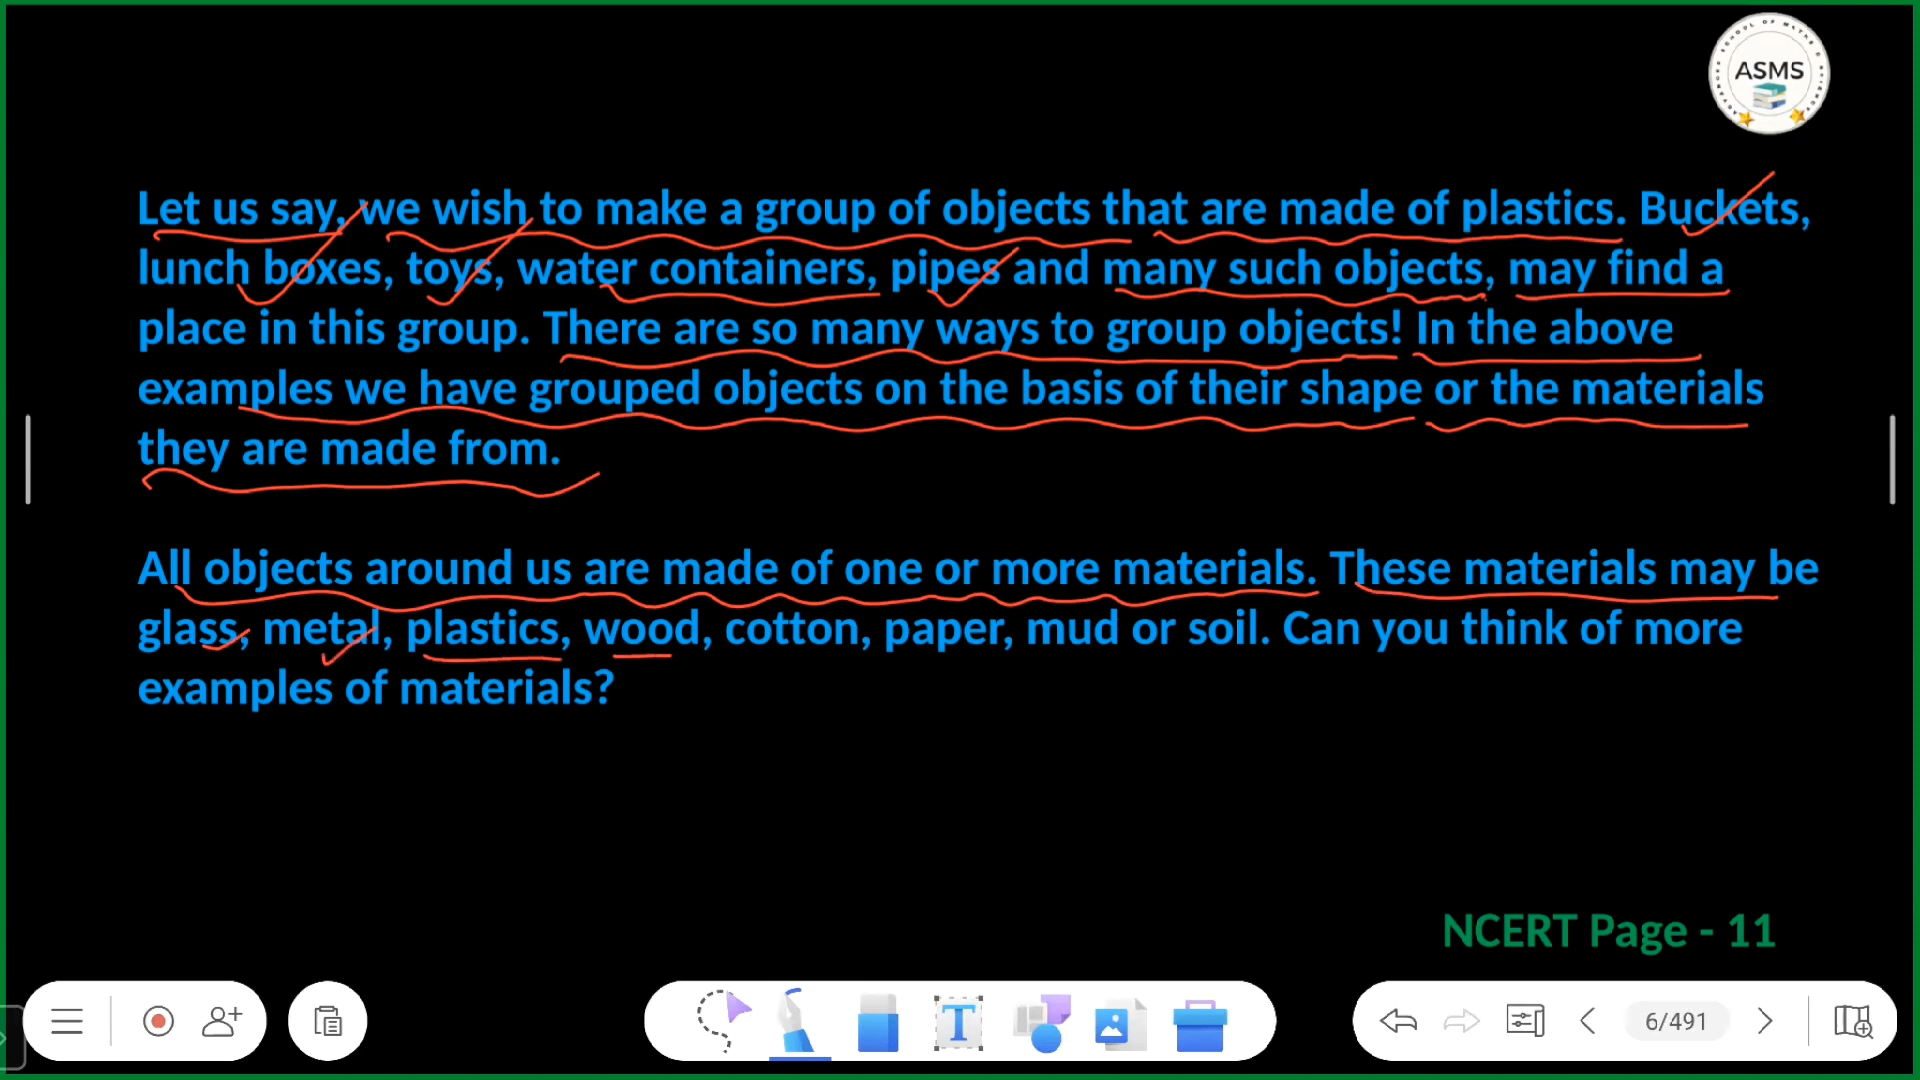 ASMS
Let us say, we wish to make a group of objects that are made of plastics. Buckets,
lunch boxes, toys, water containers, pipes and many such objects, may find a
place in this group. There are so many ways to group objects! In the above
examples we have grouped objects on the basis of their shape or the materials
they are made from.
All objects around us are made of one or more materials. These materials may be
glass, metal, plastics, wood, cotton, paper, mud or soil. Can you think of more
examples of materials?
NCERT Page - 11
T
6/491